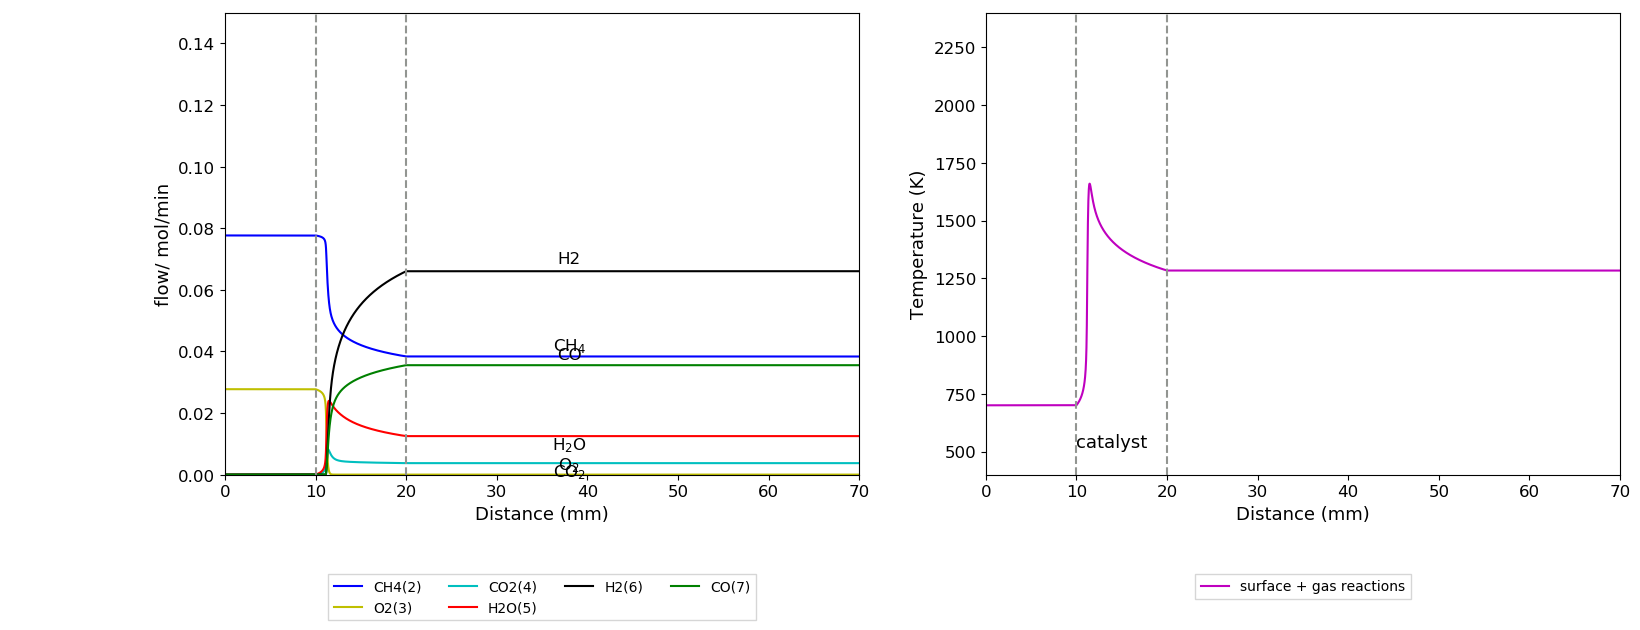 0.14
0.12
0.10
0.08
0.06
0.04
0.02
0.00
flow/ mol/min
0 10 20 30 40 50 60 70
Distance (mm)
H2
CH₄
CO
H₂O
O₂
CO₂
CH4(2) CO2(4) H2(6) CO(7)
O2(3) H2O(5)
2250
2000
1750
1500
1250
1000
750
500
Temperature (K)
catalyst
0 10 20 30 40 50 60 70
Distance (mm)
surface + gas reactions